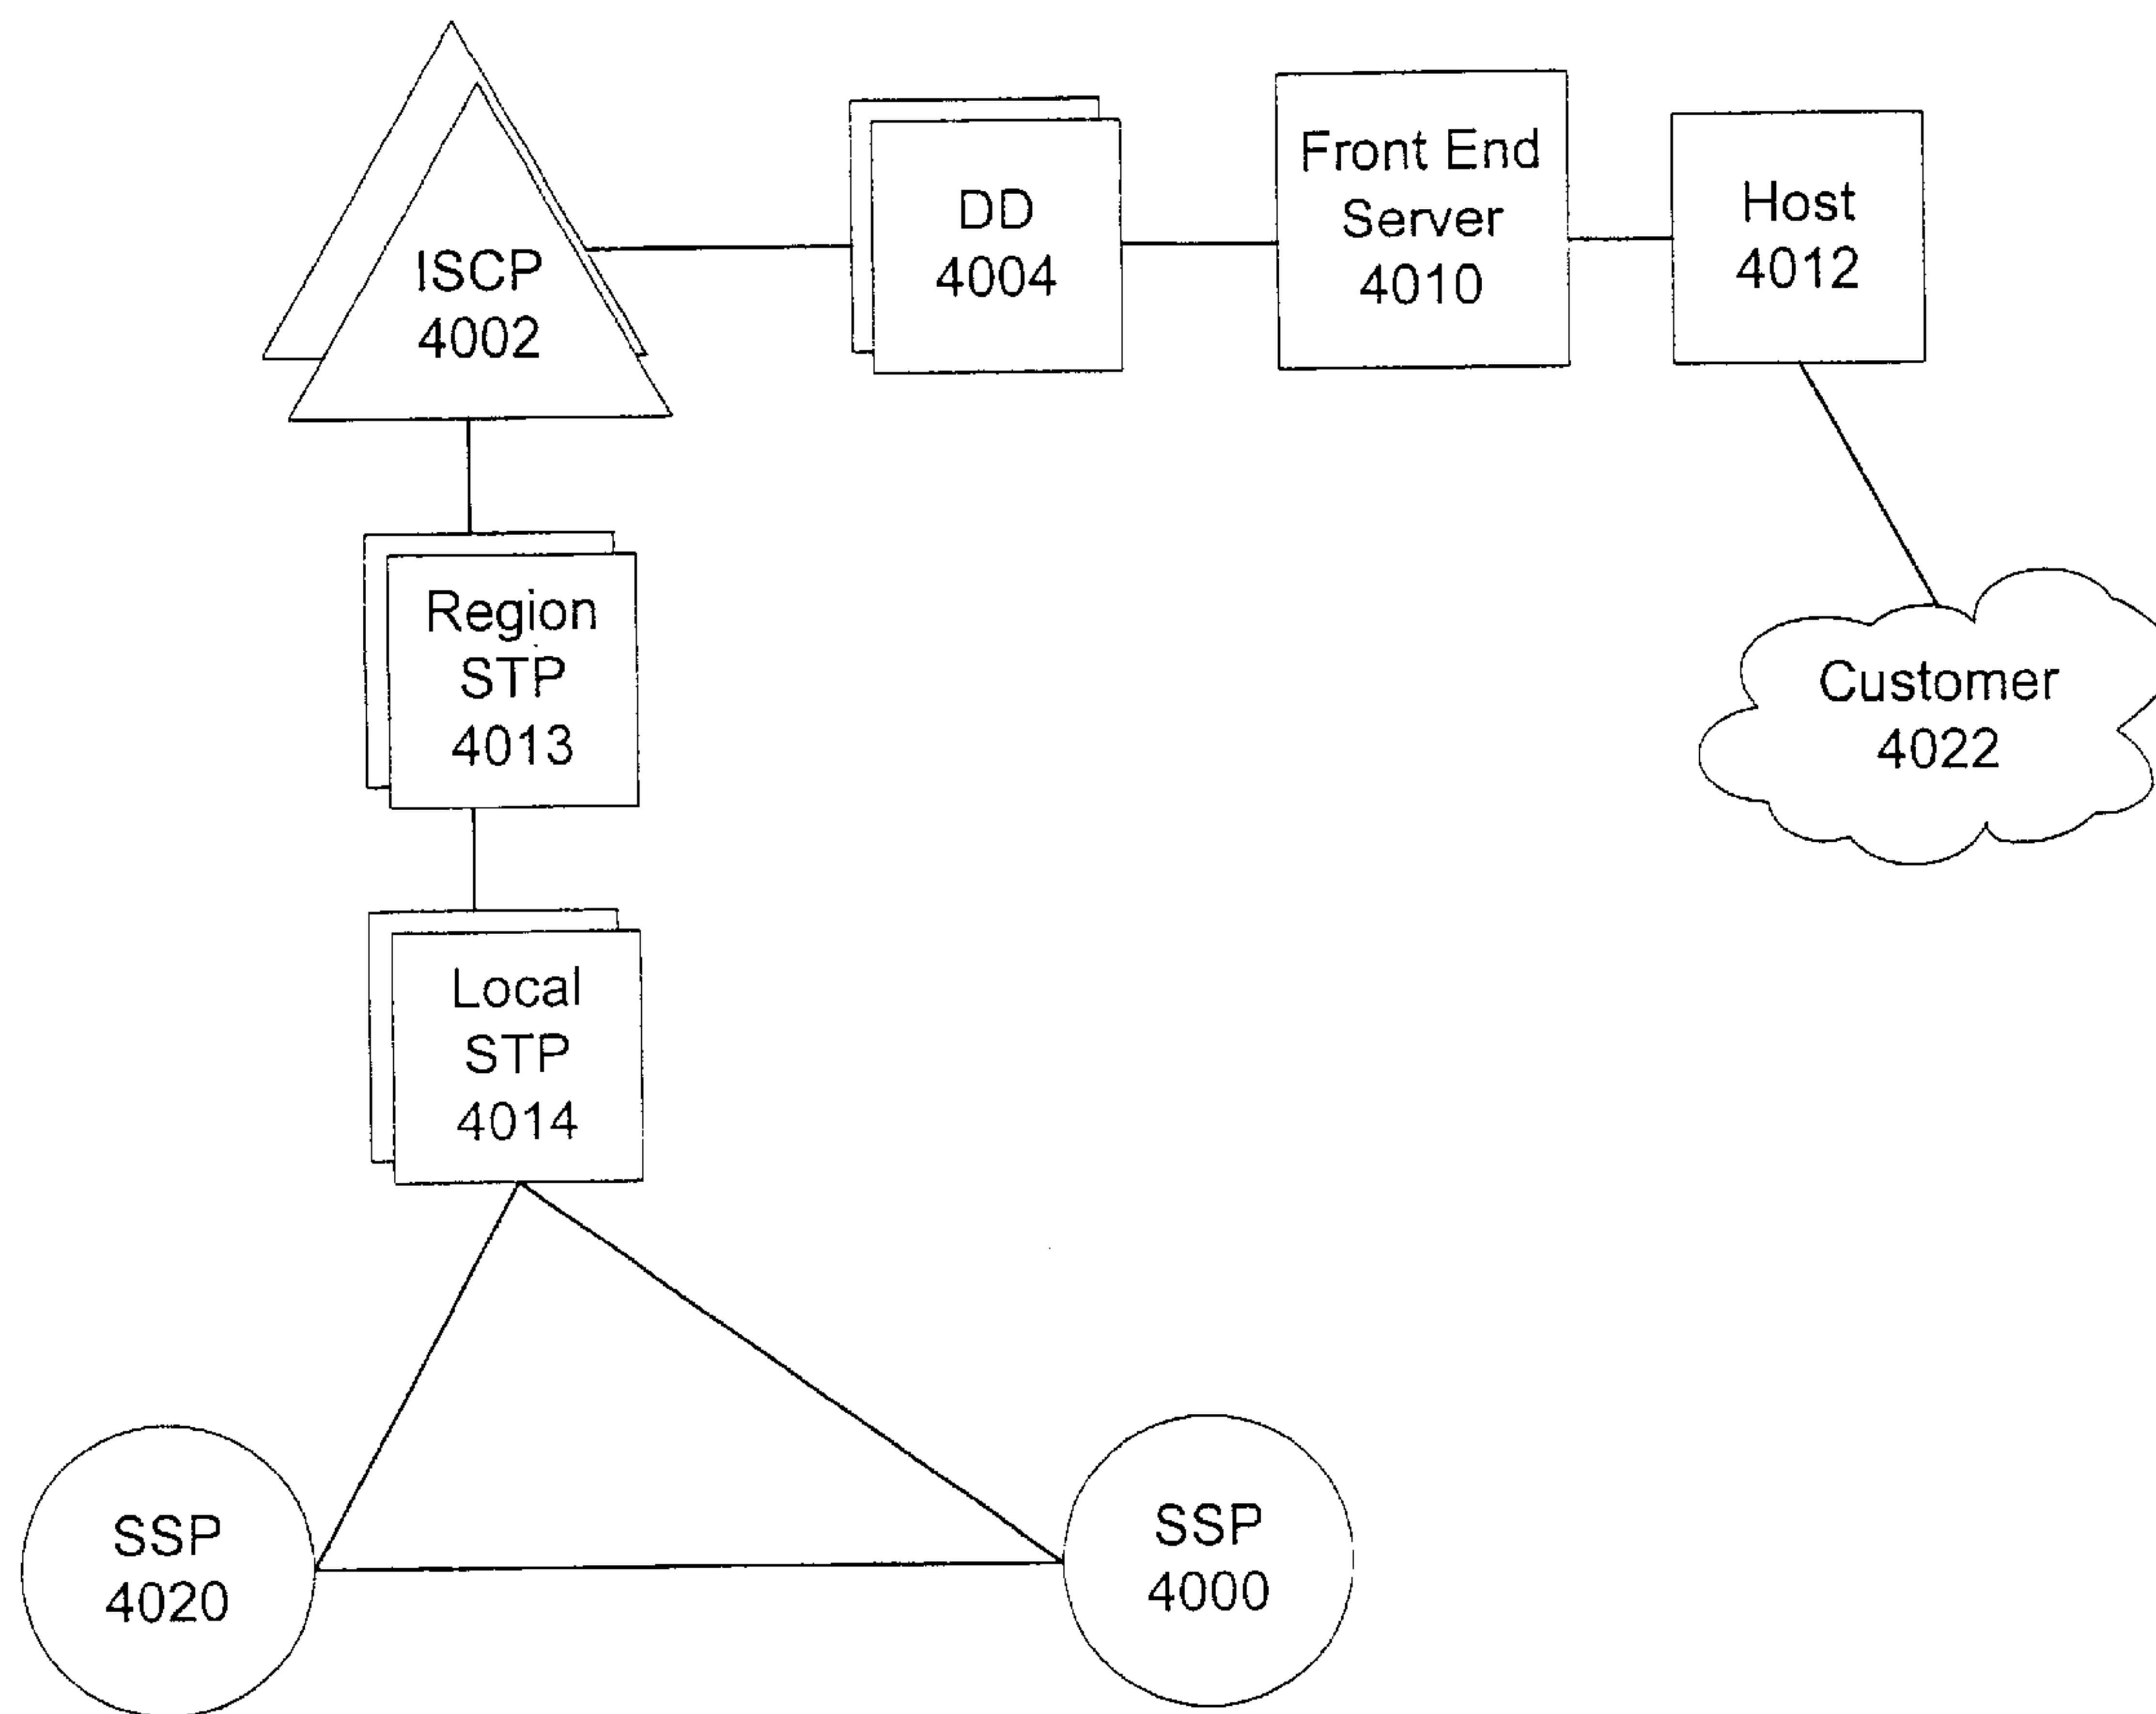 ISCP
4002
DD
4004
Front End
Server
4010
Host
4012
Region
STP
4013
Customer
4022
Local
STP
4014
SSP
4020
SSP
4000